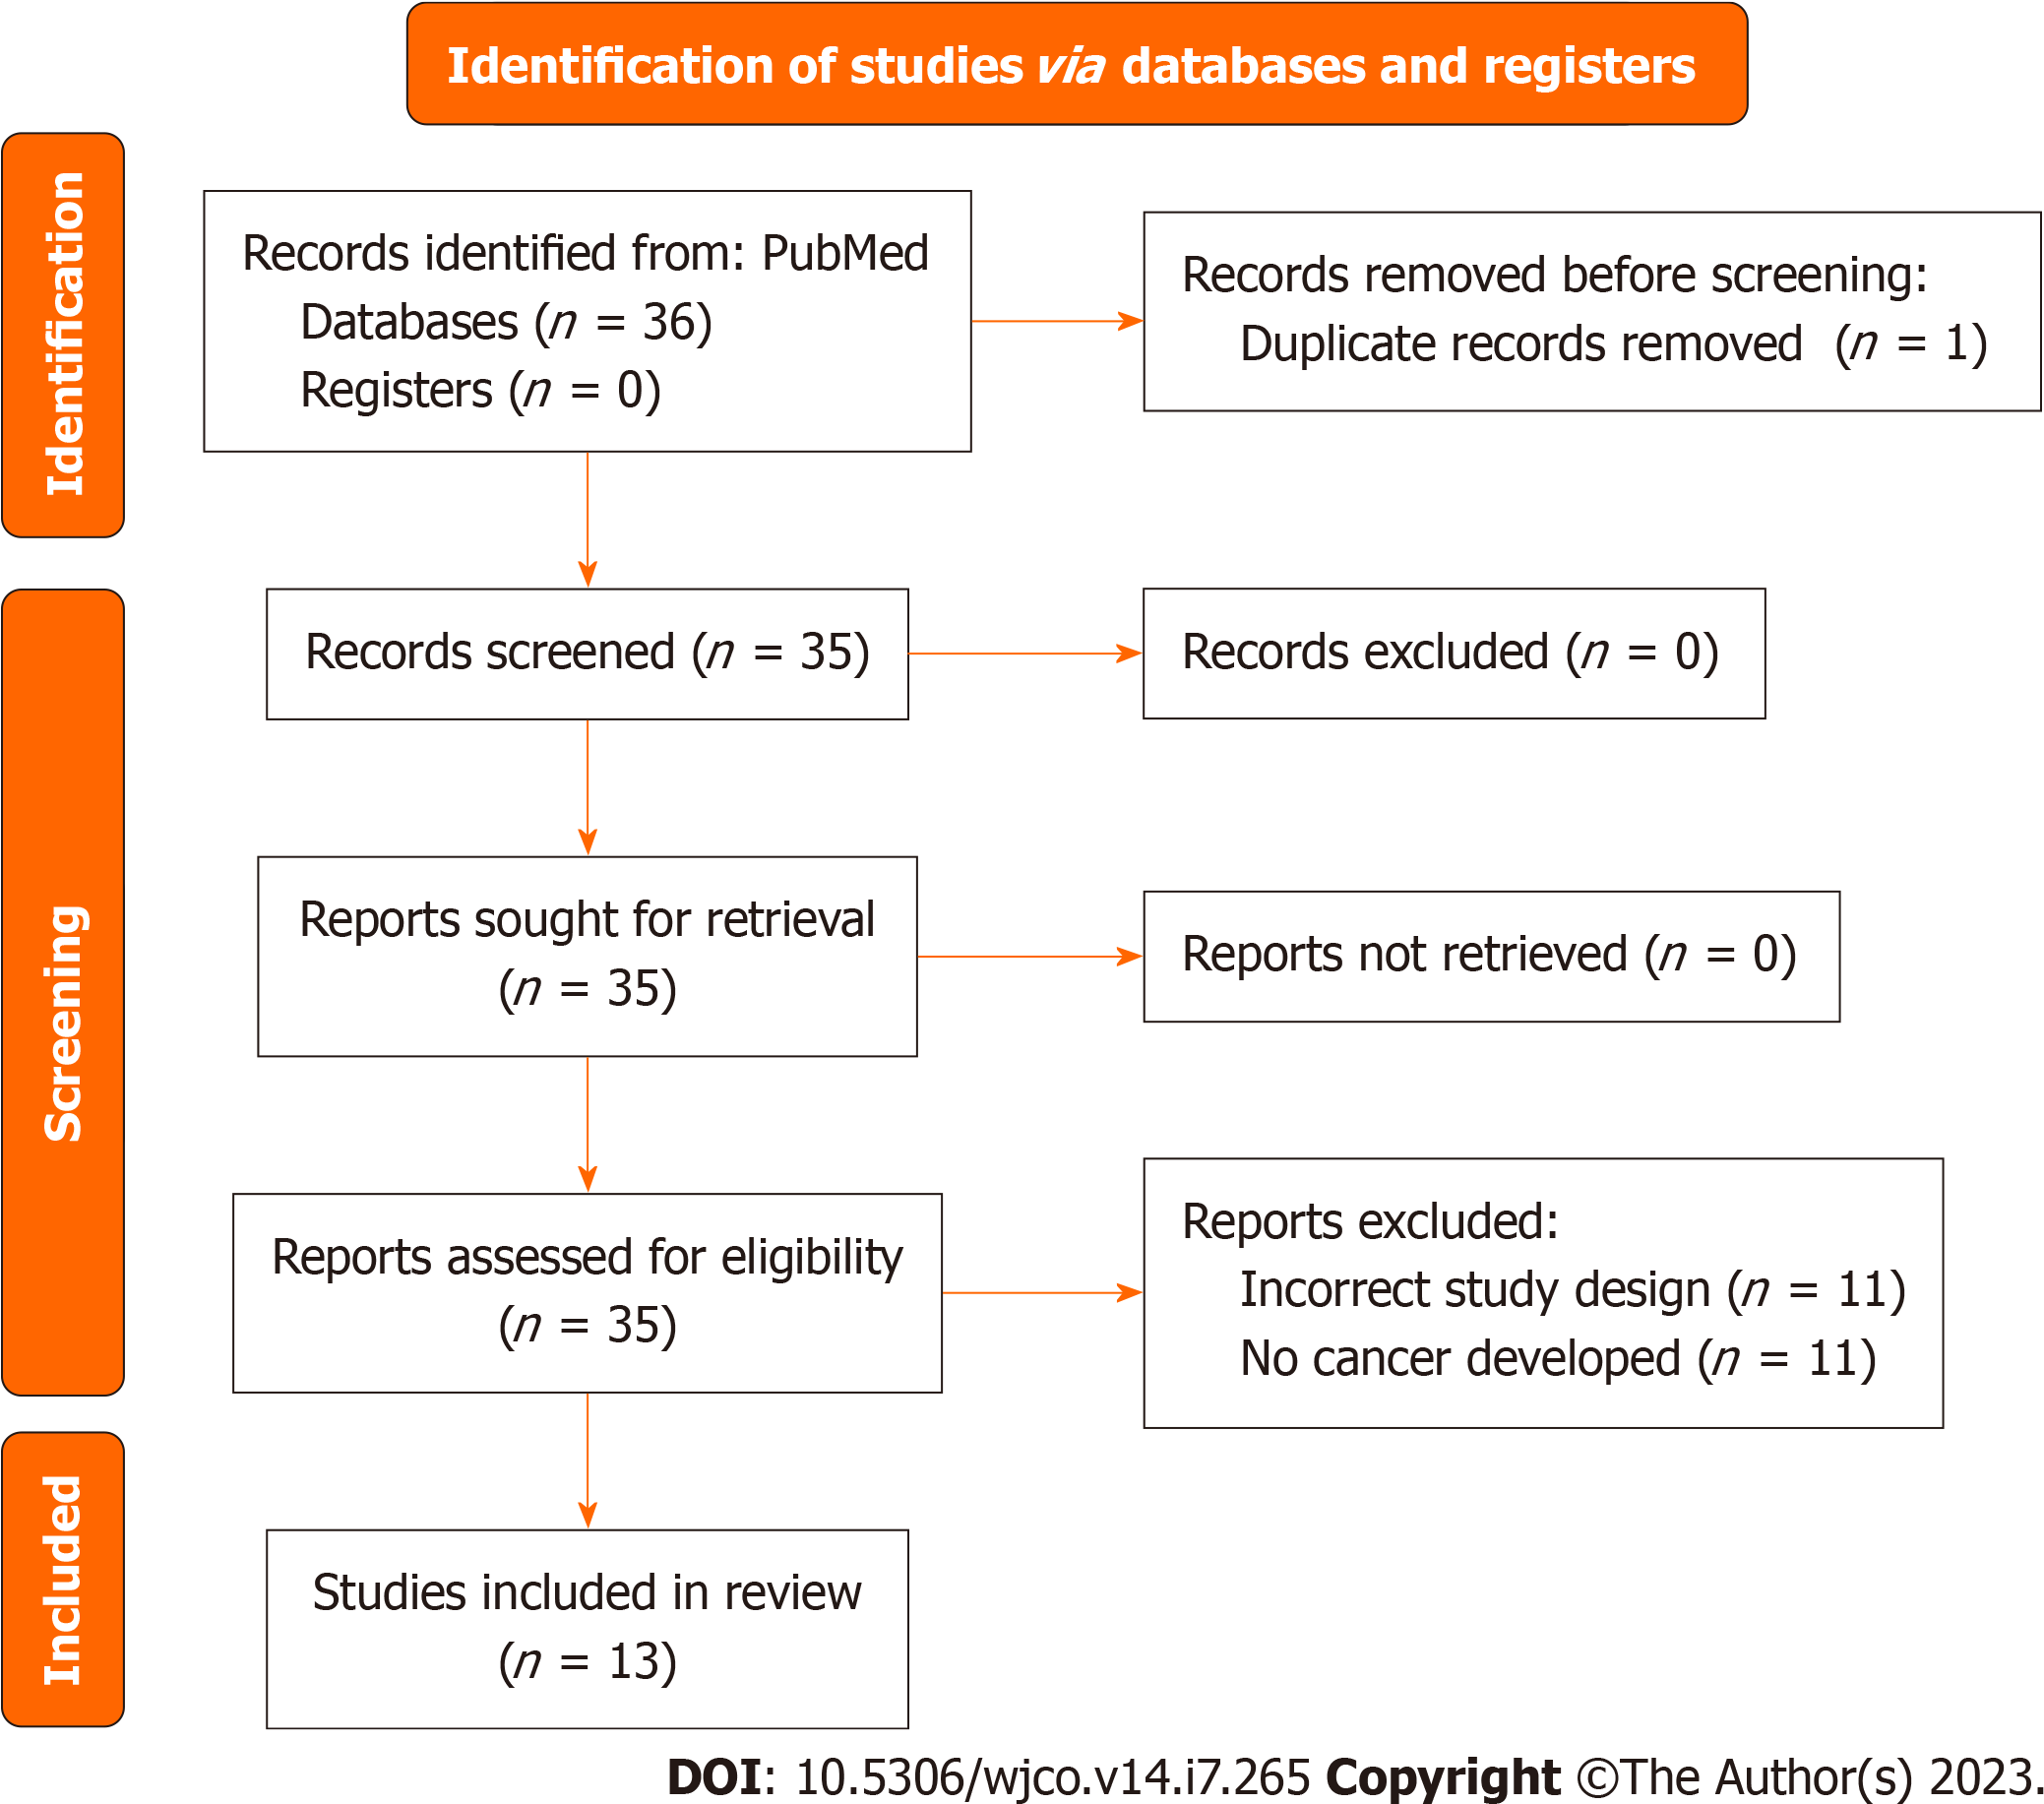 Identification of studies via databases and registers
Identification
Records identified from: PubMed
Databases (n = 36)
Registers (n = 0)
Records removed before screening:
Duplicate records removed (n = 1)
Screening
Records screened (n = 35)
Records excluded (n = 0)
Reports sought for retrieval
(n = 35)
Reports not retrieved (n = 0)
Reports assessed for eligibility
(n = 35)
Reports excluded:
Incorrect study design (n = 11)
No cancer developed (n = 11)
Included
Studies included in review
(n = 13)
DOI: 10.5306/wjco.v14.i7.265 Copyright ©The Author(s) 2023.